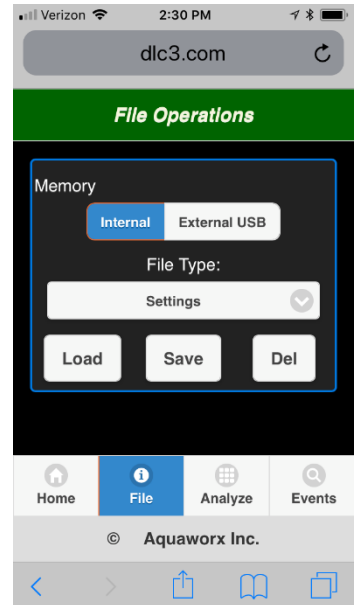 Verizon 2:30 PM
dlc3.com
File Operations
Memory
Internal External USB
File Type:
Settings
Load Save Del
Home File Analyze Events
© Aquaworx Inc.